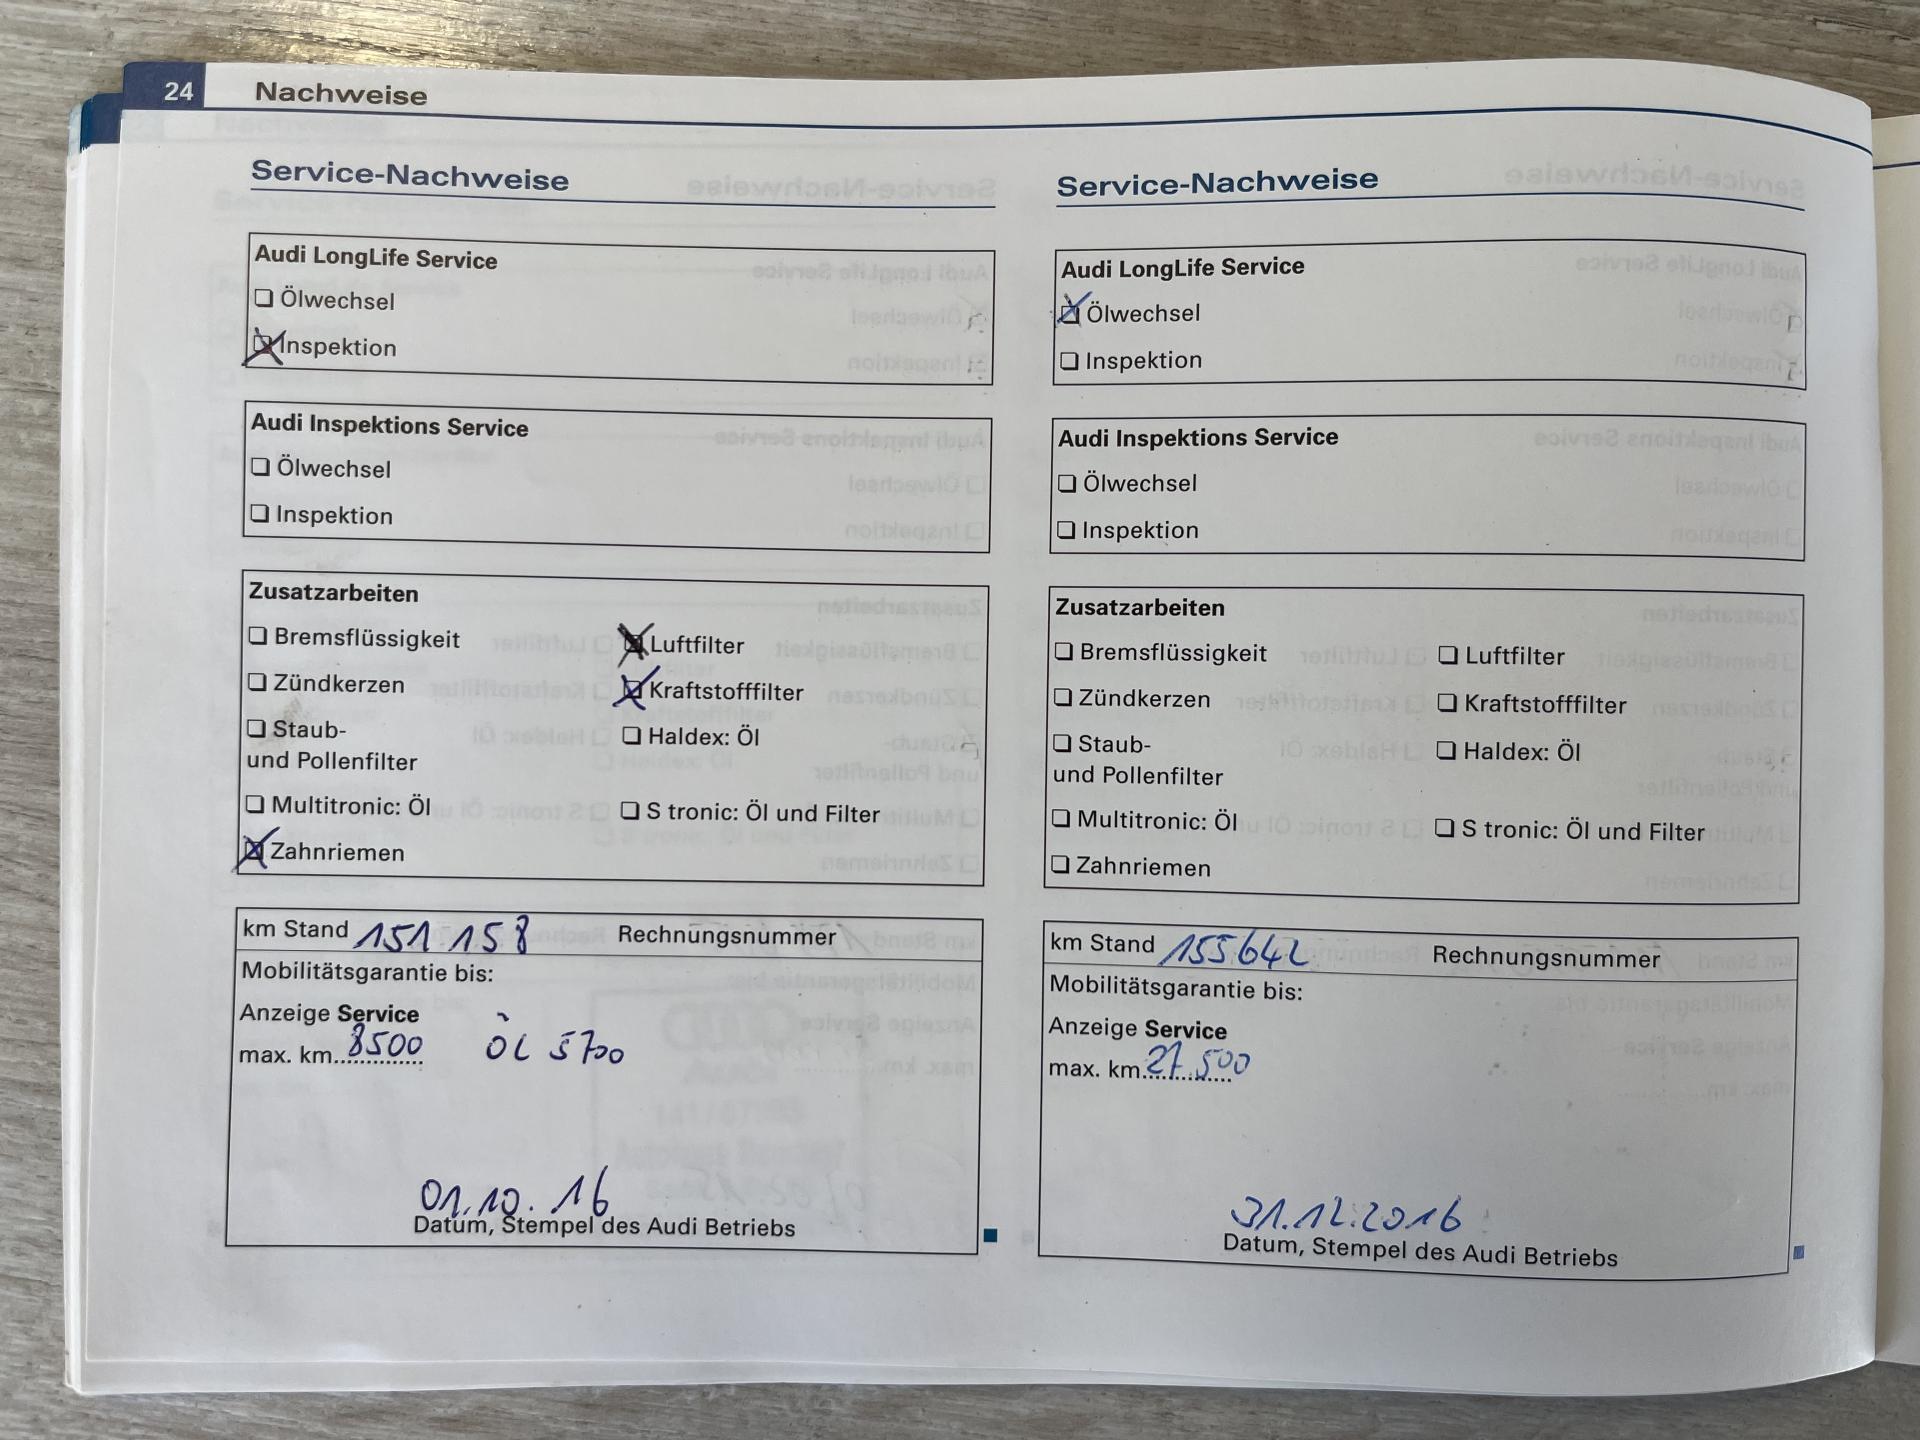 24 Nachweise
Service-Nachweise
Audi LongLife Service
Ölwechsel
Inspektion
Audi Inspektions Service
Ölwechsel
Inspektion
Zusatzarbeiten
Bremsflüssigkeit
Luftfilter
Zündkerzen
Kraftstofffilter
Staub-
und Pollenfilter
Haldex: Öl
Multitronic: Öl
S tronic: Öl und Filter
Zahnriemen
km Stand 151.158 Rechnungsnummer
Mobilitätsgarantie bis:
Anzeige Service
max. km 8500 ÖL 5700
01.10.16
Datum, Stempel des Audi Betriebs
Service-Nachweise
Audi LongLife Service
Ölwechsel
Inspektion
Audi Inspektions Service
Ölwechsel
Inspektion
Zusatzarbeiten
Bremsflüssigkeit
Luftfilter
Zündkerzen
Kraftstofffilter
Staub-
und Pollenfilter
Haldex: Öl
Multitronic: Öl
S tronic: Öl und Filter
Zahnriemen
km Stand 155642 Rechnungsnummer
Mobilitätsgarantie bis:
Anzeige Service
max. km 27.500
31.12.2016
Datum, Stempel des Audi Betriebs